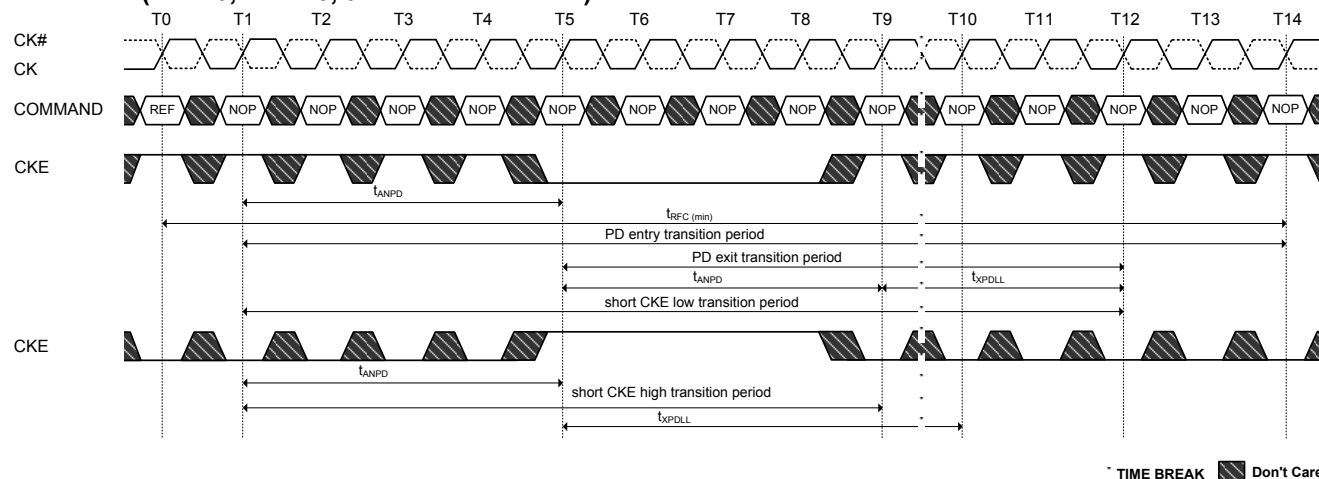 T0 T1 T2 T3 T4 T5 T6 T7 T8 T9 T10 T11 T12 T13 T14
CK#
CK
COMMAND REF NOP NOP NOP NOP NOP NOP NOP NOP NOP NOP NOP NOP NOP NOP
CKE
tANPD
tRFC (min)
PD entry transition period
PD exit transition period
tANPD tXPDLL
short CKE low transition period
CKE
tANPD
short CKE high transition period
tXPDLL
TIME BREAK Don't Care